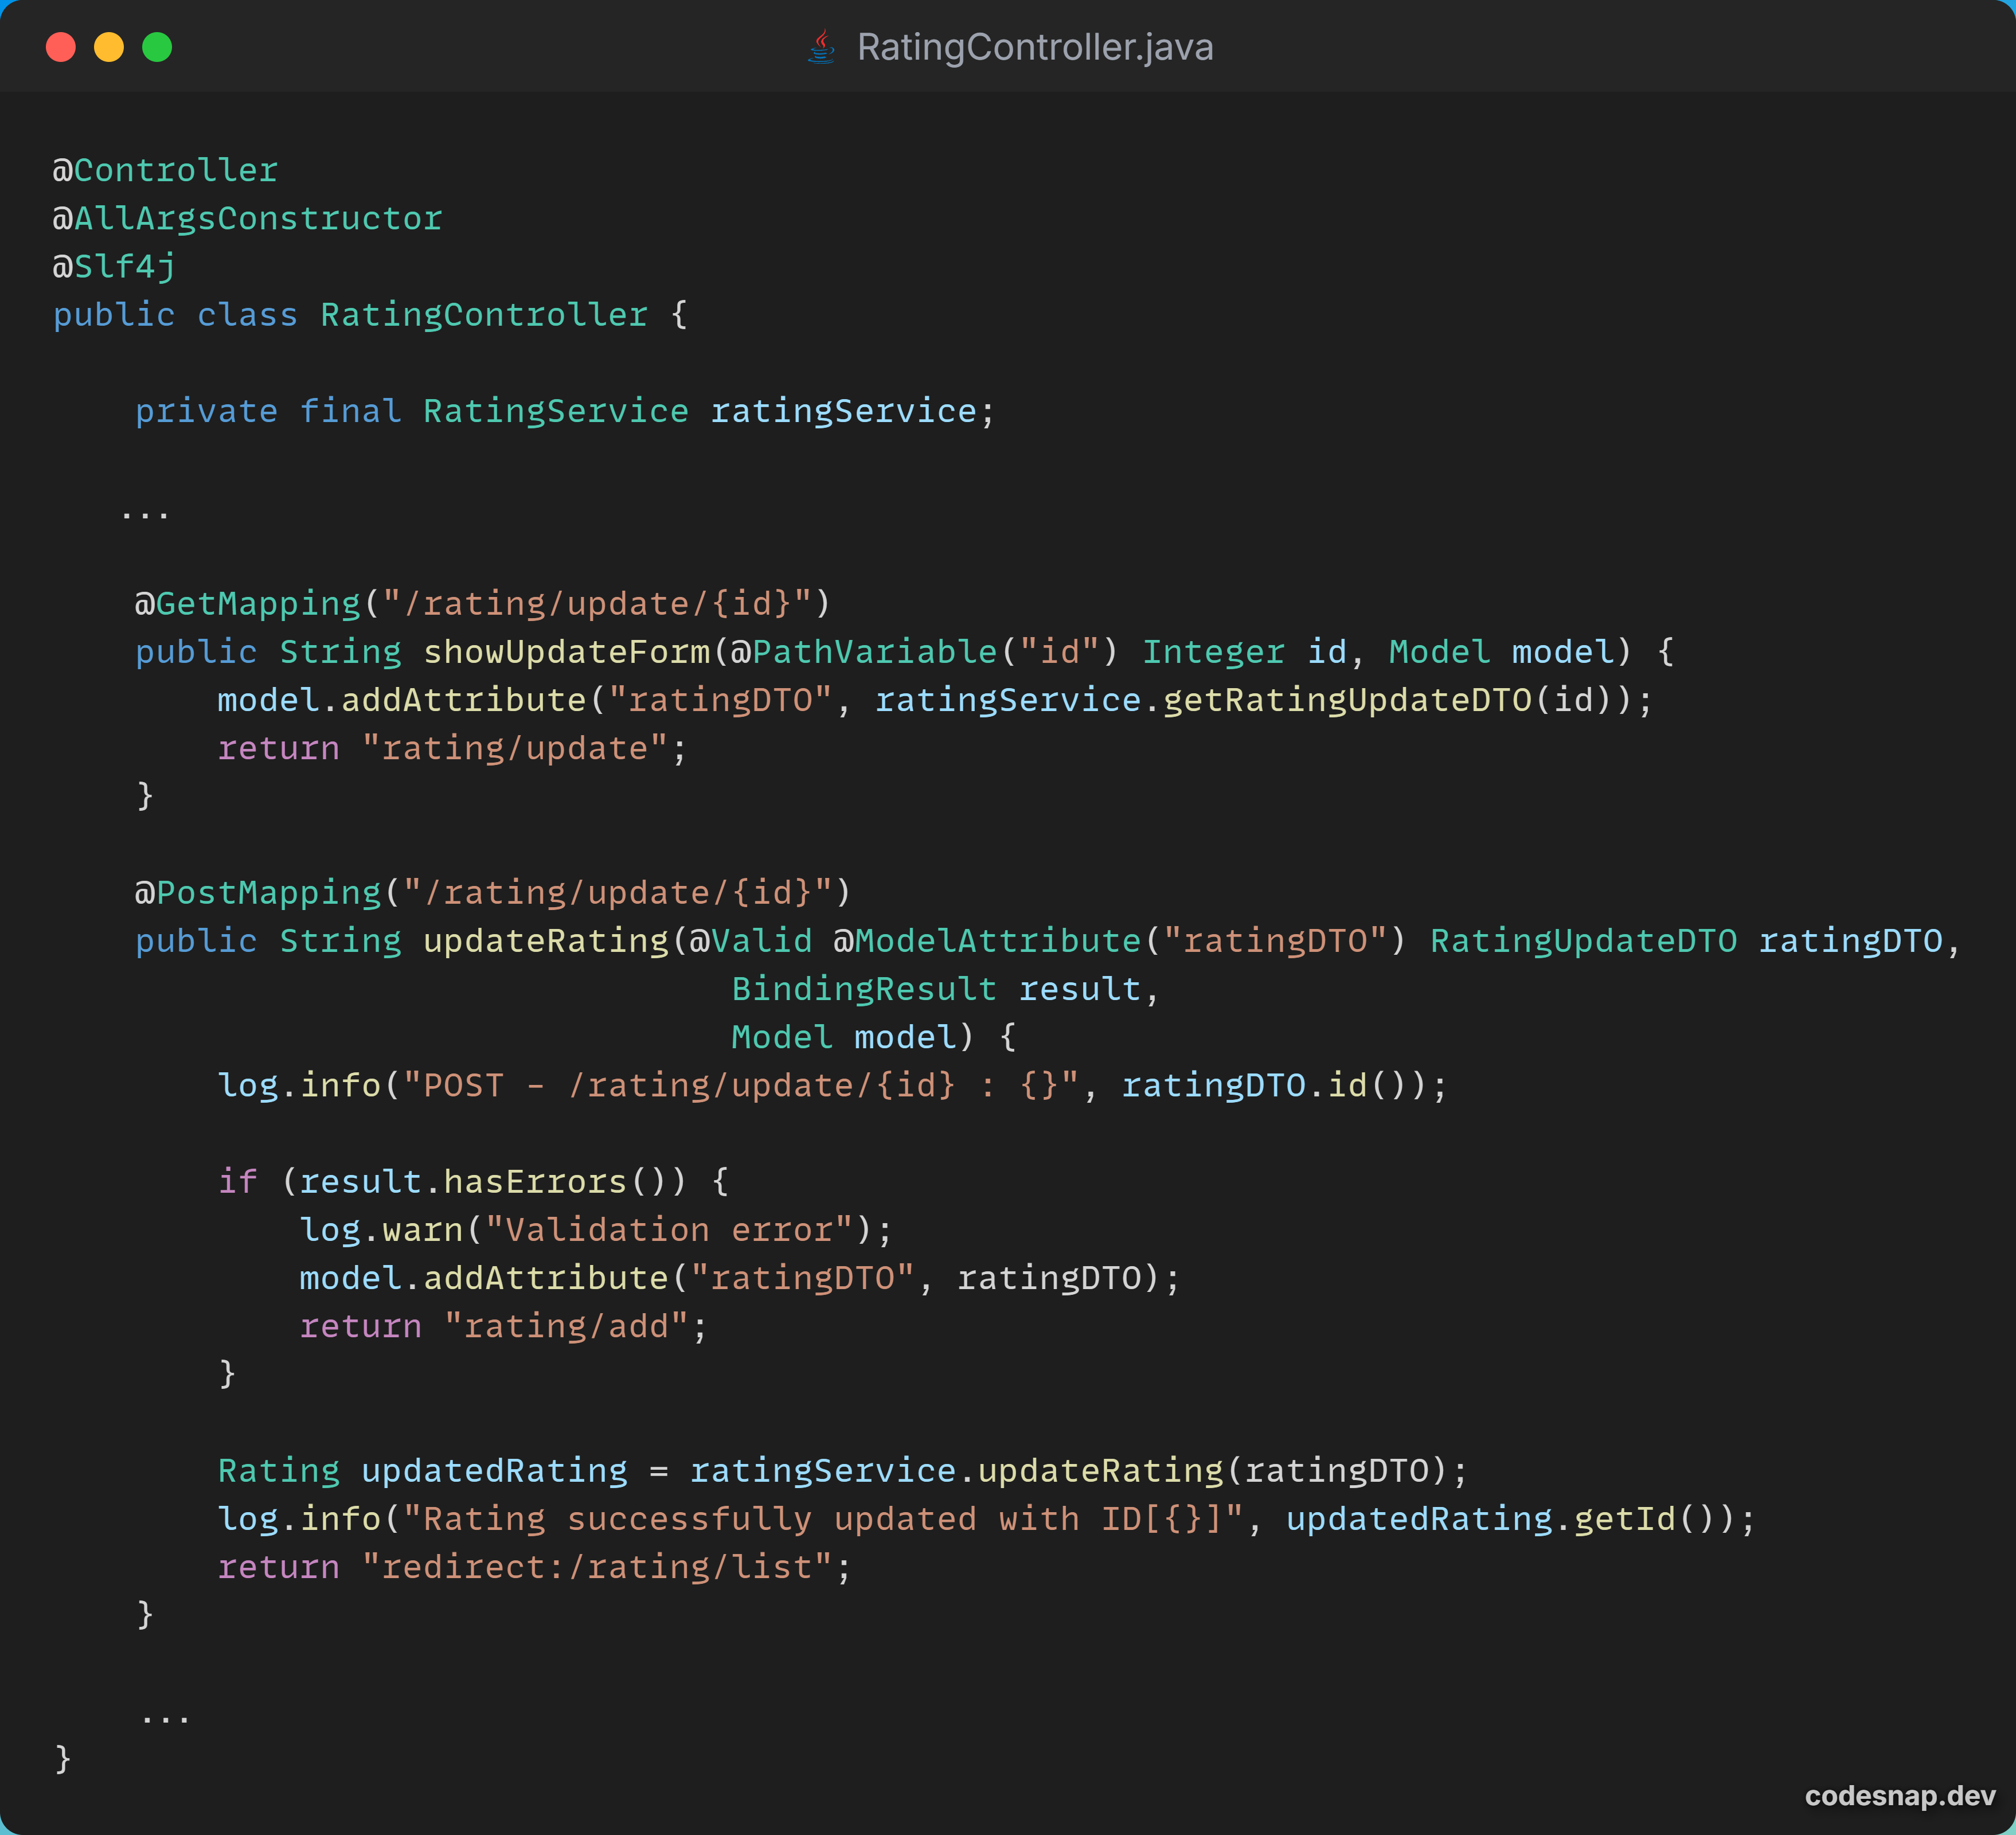 RatingController.java
@Controller
@AllArgsConstructor
@Slf4j
public class RatingController {
    private final RatingService ratingService;
   ...
    @GetMapping("/rating/update/{id}")
    public String showUpdateForm(@PathVariable("id") Integer id, Model model) {
        model.addAttribute("ratingDTO", ratingService.getRatingUpdateDTO(id));
        return "rating/update";
    }
    @PostMapping("/rating/update/{id}")
    public String updateRating(@Valid @ModelAttribute("ratingDTO") RatingUpdateDTO ratingDTO,
                                 BindingResult result,
                                 Model model) {
        log.info("POST - /rating/update/{id} : {}", ratingDTO.id());
        if (result.hasErrors()) {
            log.warn("Validation error");
            model.addAttribute("ratingDTO", ratingDTO);
            return "rating/add";
        }
        Rating updatedRating = ratingService.updateRating(ratingDTO);
        log.info("Rating successfully updated with ID[{}]", updatedRating.getId());
        return "redirect:/rating/list";
    }
    ...
}
codesnap.dev